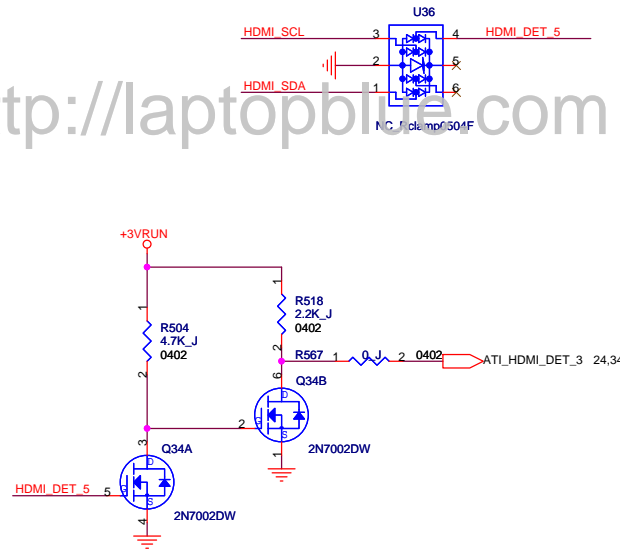 U36
HDMI_SCL 3 4 HDMI_DET_5
2 5
HDMI_SDA 1 6
NC_Rclamp0504F
tp://laptopblue.com
+3VRUN
1 1
R504
4.7K_J
0402
2
R518
2.2K_J
0402
2
R567 1 0_J 2 0402 ATI_HDMI_DET_3 24,34
6
Q34B
D
2 G
S
1
2N7002DW
3
Q34A
D
HDMI_DET_5 5 G
S
4
2N7002DW